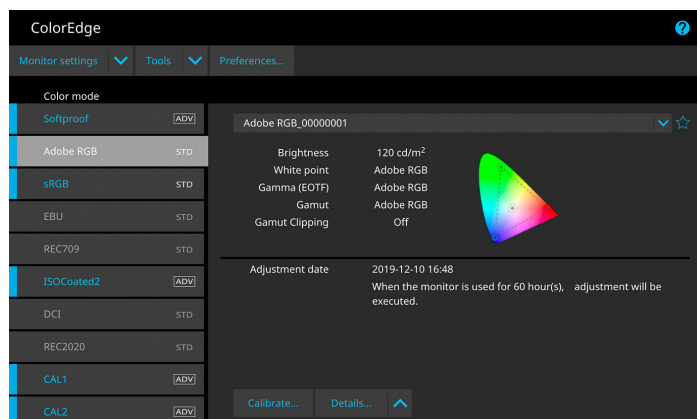 ColorEdge
?
Monitor settings Tools Preferences...
Color mode
Softproof ADV
Adobe RGB STD
sRGB STD
EBU STD
REC709 STD
ISOCoated2 ADV
DCI STD
REC2020 STD
CAL1 ADV
CAL2 ADV
Adobe RGB_00000001
Brightness 120 cd/m²
White point Adobe RGB
Gamma (EOTF) Adobe RGB
Gamut Adobe RGB
Gamut Clipping Off
Adjustment date 2019-12-10 16:48
When the monitor is used for 60 hour(s), adjustment will be
executed.
Calibrate... Details...